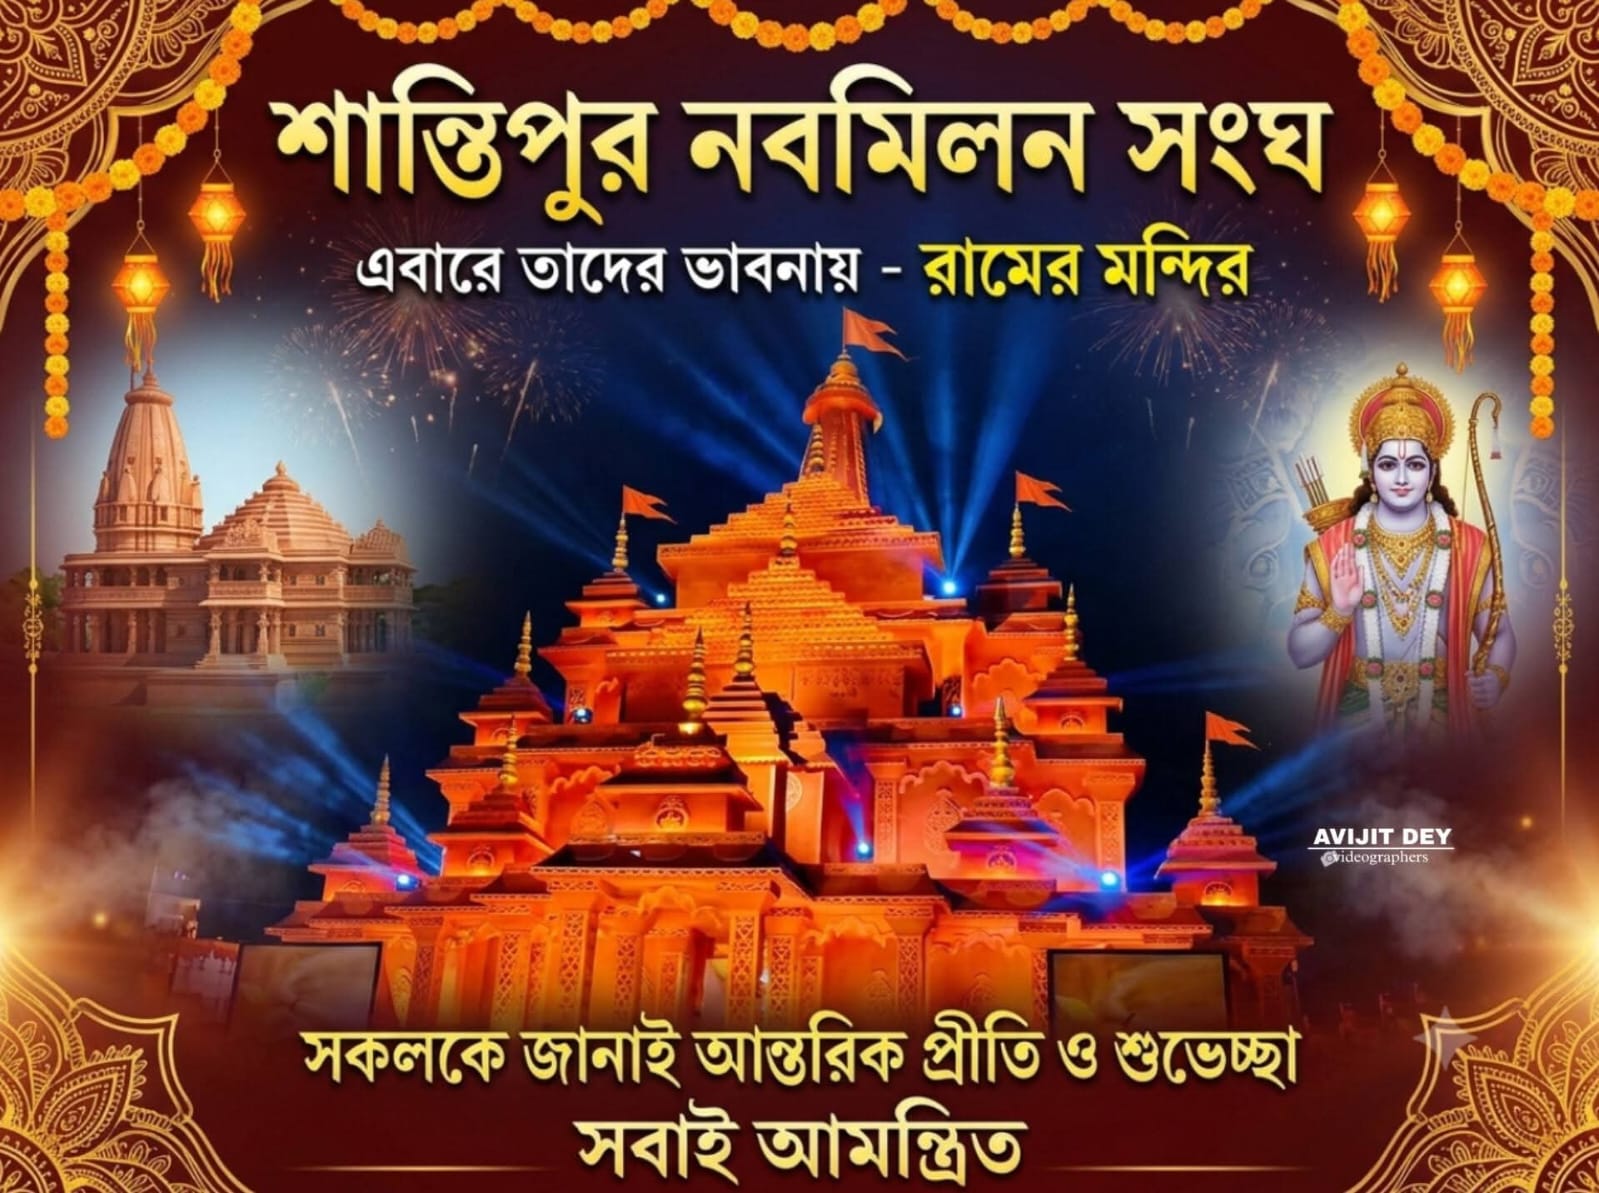 শান্তিপুর নবমিলন সংঘ
এবারে তাদের ভাবনায় - রামের মন্দির
AVIJIT DEY
videographers
সকলকে জানাই আন্তরিক প্রীতি ও শুভেচ্ছা
সবাই আমন্ত্রিত